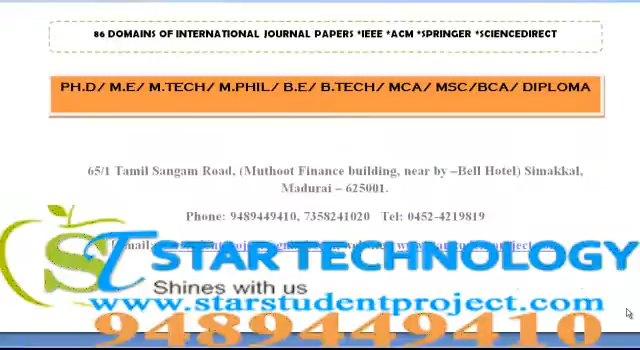 86 DOMAINS OF INTERNATIONAL JOURNAL PAPERS *IEEE *ACM *SPRINGER *SCIENCEDIRECT
PH.D/ M.E/ M.TECH/ M.PHIL/ B.E/ B.TECH/ MCA/ MSC/BCA/ DIPLOMA
65/1 Tamil Sangam Road, (Muthoot Finance building, near by –Bell Hotel) Simakkal,
Madurai – 625001.
Phone: 9489449410, 7358241020 Tel: 0452-4219819
ST STAR TECHNOLOGY
Shines with us
www.starstudentproject.com
9489449410